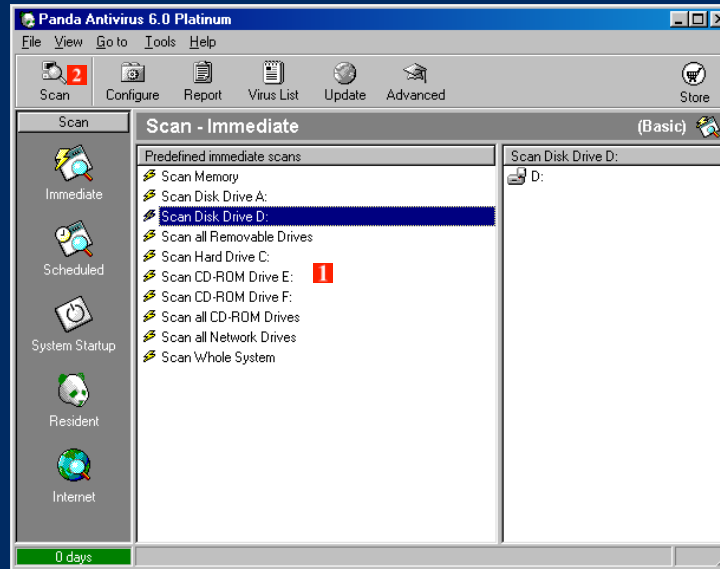 Panda Antivirus 6.0 Platinum
File View Go to Tools Help
2
Scan Configure Report Virus List Update Advanced Store
Scan
Scan - Immediate (Basic)
Predefined immediate scans
Scan Disk Drive D:
Scan Memory
D:
Scan Disk Drive A:
Immediate
Scan Disk Drive D:
Scan all Removable Drives
Scan Hard Drive C:
Scheduled
Scan CD-ROM Drive E: 1
Scan CD-ROM Drive F:
Scan all CD-ROM Drives
Scan all Network Drives
System Startup
Scan Whole System
Resident
Internet
0 days